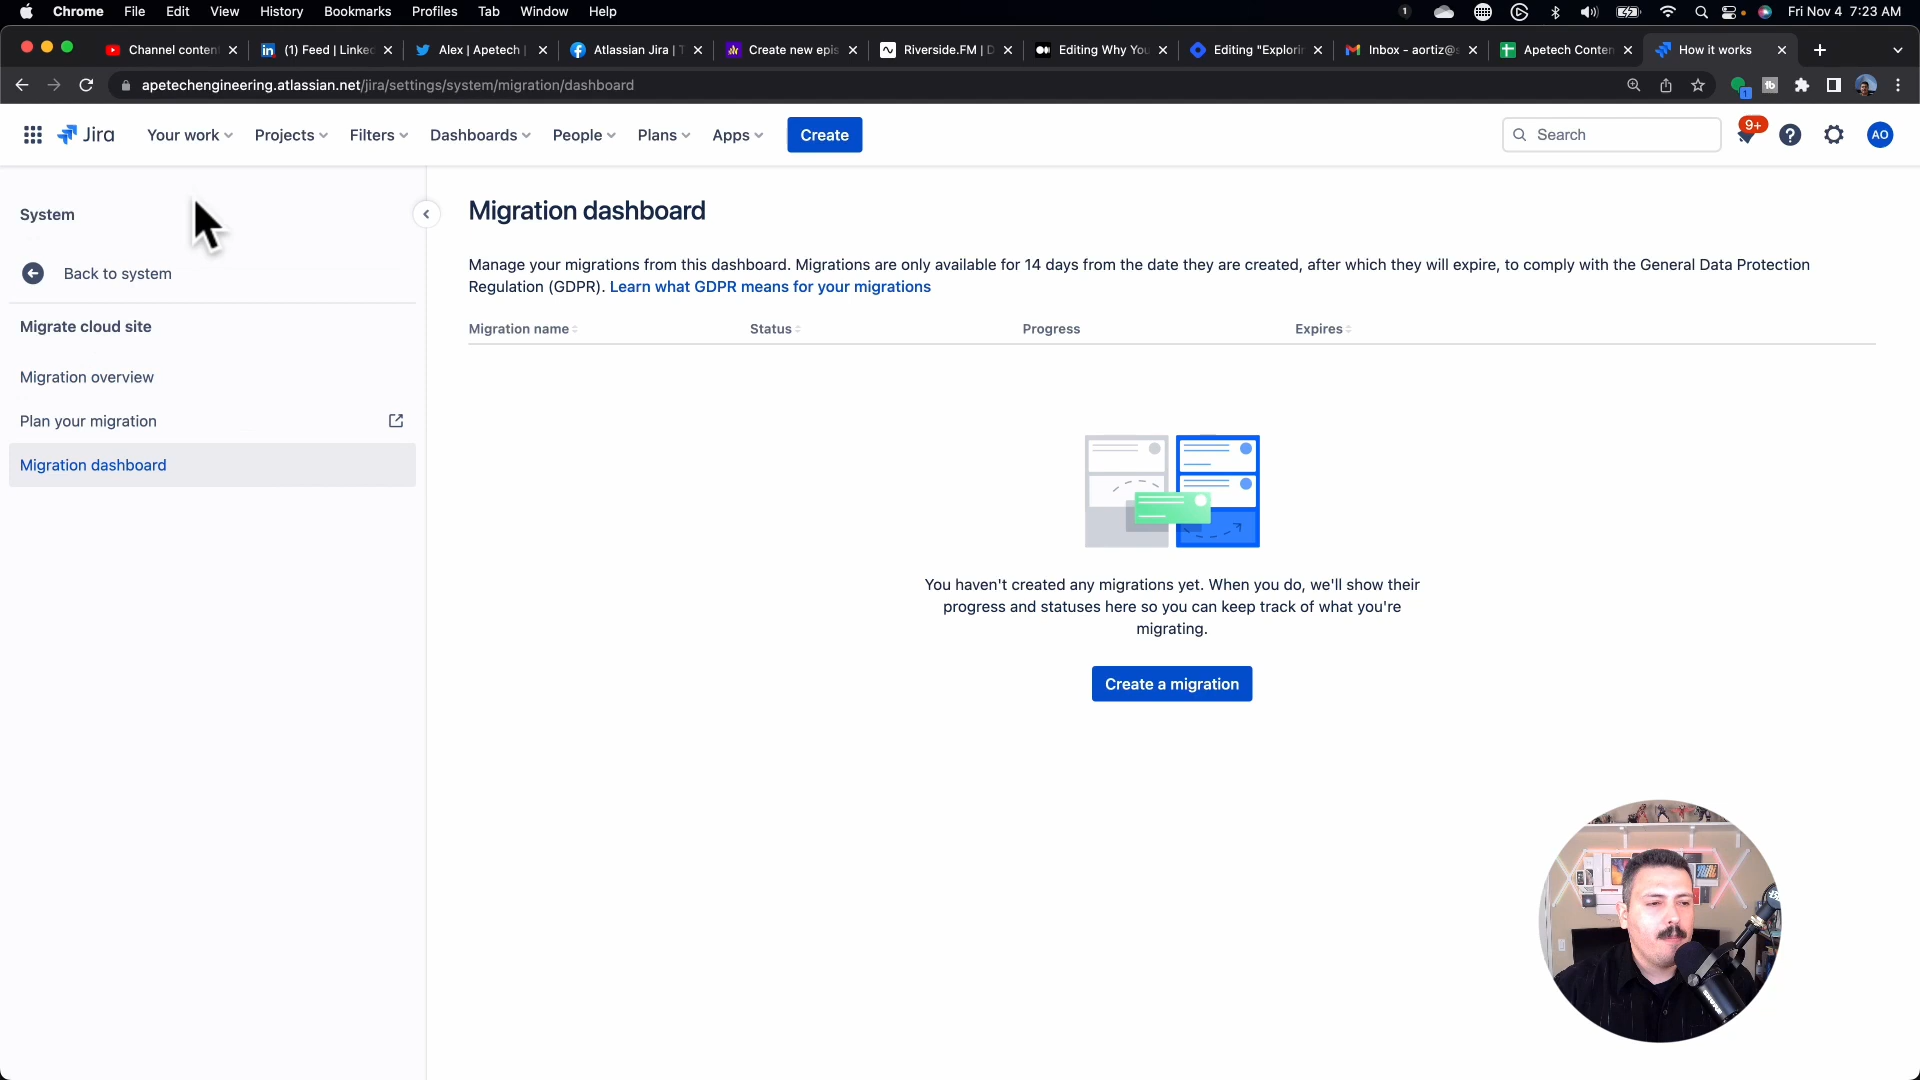 Chrome File Edit View History Bookmarks Profiles Tab Window Help
1 Fri Nov 4 7:23 AM
Channel conten (1) Feed | Linke Alex | Apetech | Atlassian Jira | T Create new epis Riverside.FM | D Editing Why You Editing "Explorin Inbox - aortiz@s Apetech Conten How it works
apetechengineering.atlassian.net/jira/settings/system/migration/dashboard
1
Jira Your work Projects Filters Dashboards People Plans Apps Create Search 9+ AO
System
Back to system
Migrate cloud site
Migration overview
Plan your migration
Migration dashboard
Migration dashboard
Manage your migrations from this dashboard. Migrations are only available for 14 days from the date they are created, after which they will expire, to comply with the General Data Protection
Regulation (GDPR). Learn what GDPR means for your migrations
Migration name Status Progress Expires
You haven't created any migrations yet. When you do, we'll show their
progress and statuses here so you can keep track of what you're
migrating.
Create a migration